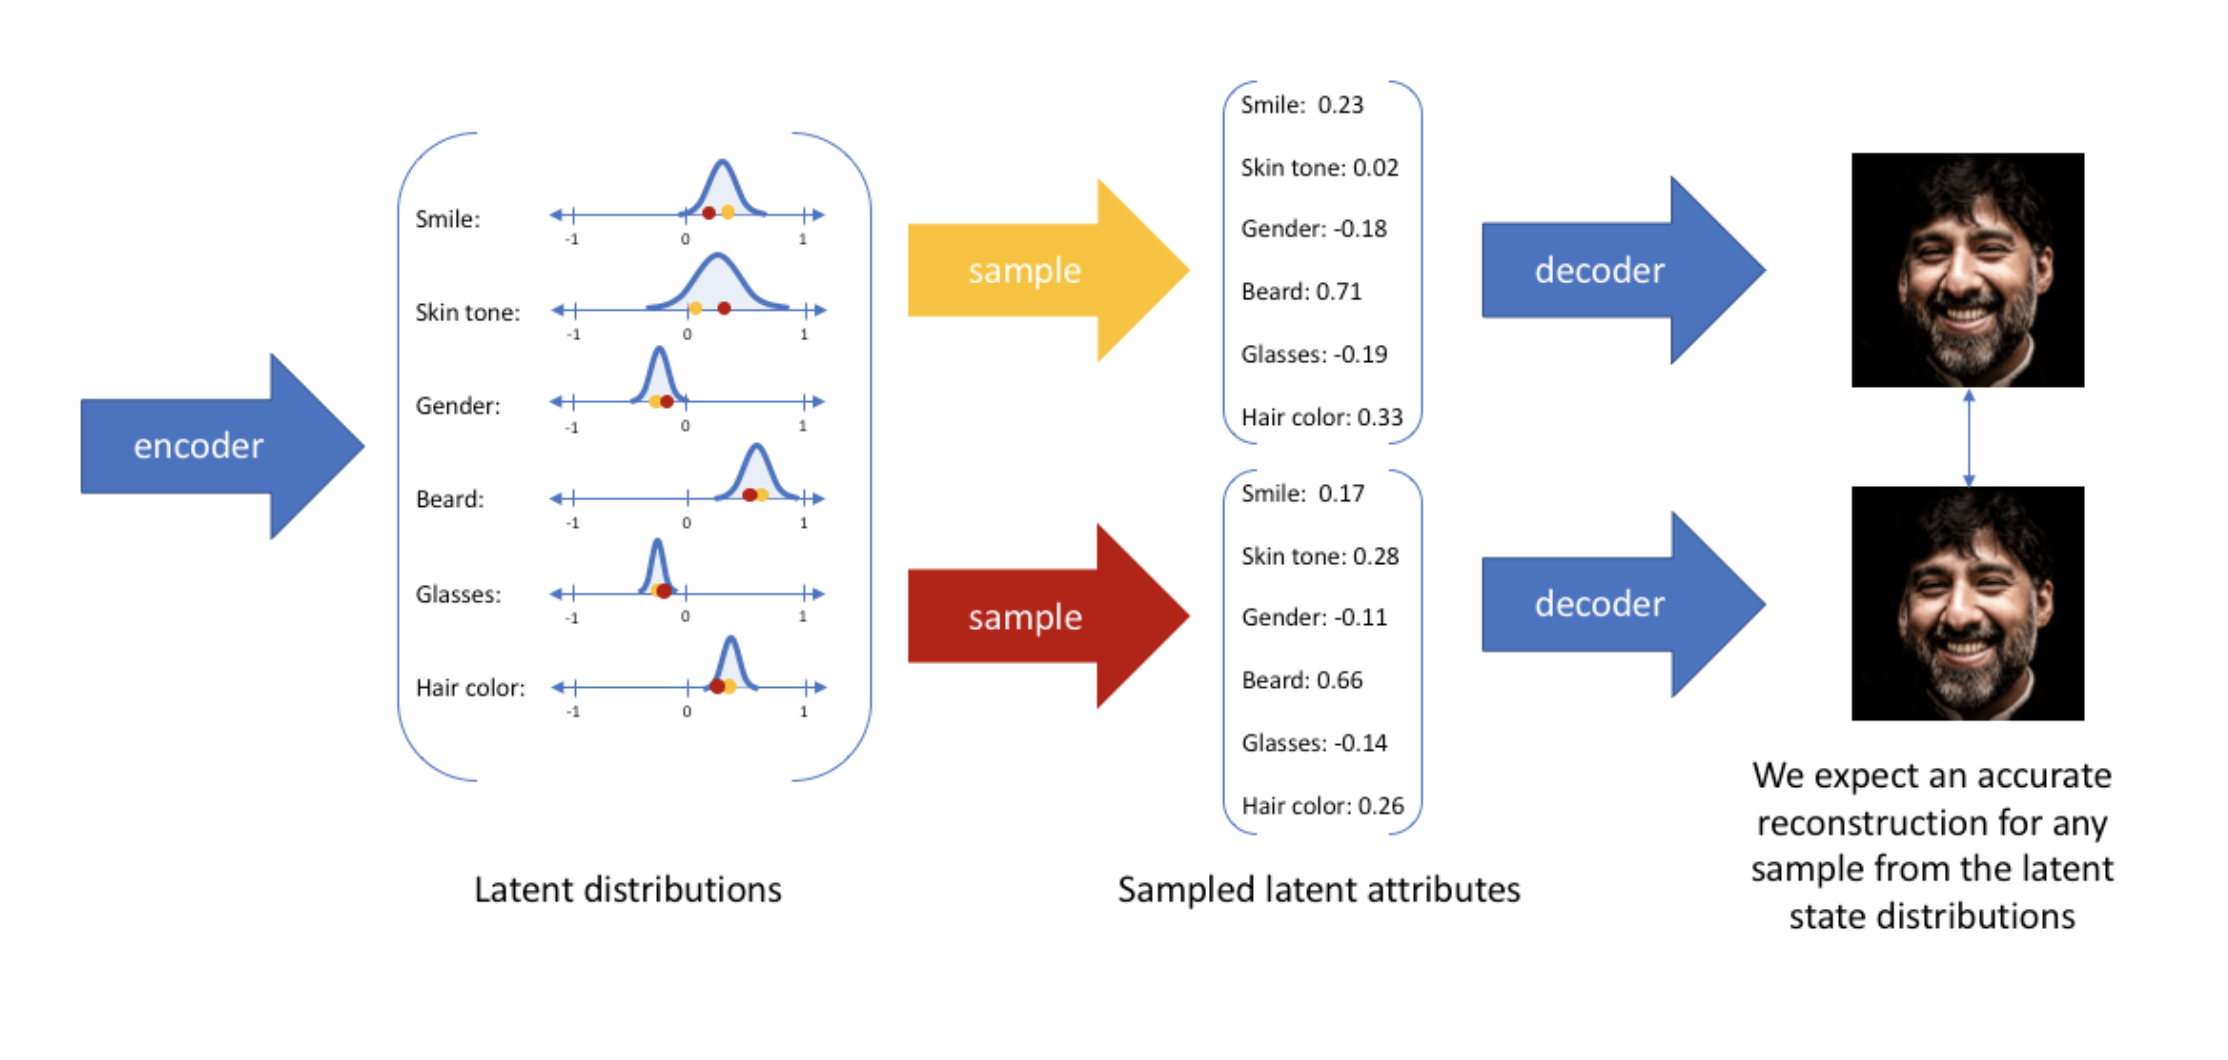 encoder
Smile:
-1 0 1
Skin tone:
-1 0 1
Gender:
-1 0 1
Beard:
-1 0 1
Glasses:
-1 0 1
Hair color:
-1 0 1
Latent distributions
sample
sample
Smile: 0.23
Skin tone: 0.02
Gender: -0.18
Beard: 0.71
Glasses: -0.19
Hair color: 0.33
Smile: 0.17
Skin tone: 0.28
Gender: -0.11
Beard: 0.66
Glasses: -0.14
Hair color: 0.26
Sampled latent attributes
decoder
decoder
We expect an accurate
reconstruction for any
sample from the latent
state distributions